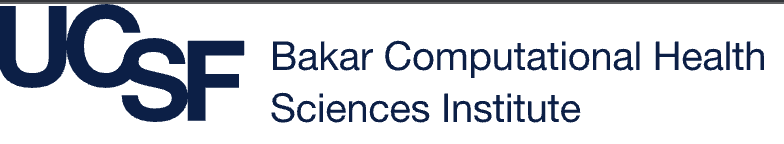 UCSF
Bakar Computational Health
Sciences Institute